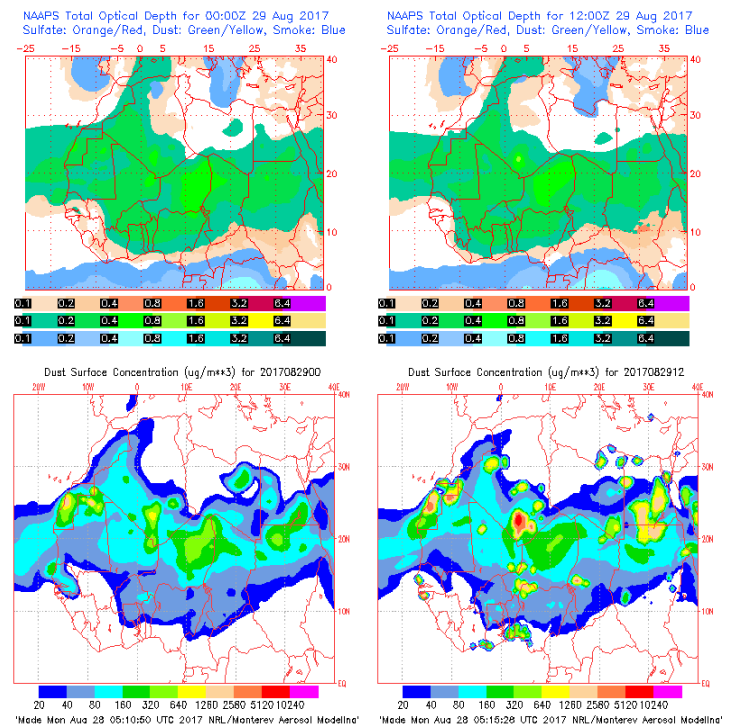 NAAPS Total Optical Depth for 00:00Z 29 Aug 2017
Sulfate: Orange/Red, Dust: Green/Yellow, Smoke: Blue
-25 -15 -5 5 15 25 35
40
30
20
10
0
0.1 0.2 0.4 0.8 1.6 3.2 6.4
0.1 0.2 0.4 0.8 1.6 3.2 6.4
0.1 0.2 0.4 0.8 1.6 3.2 6.4
NAAPS Total Optical Depth for 12:00Z 29 Aug 2017
Sulfate: Orange/Red, Dust: Green/Yellow, Smoke: Blue
-25 -15 -5 5 15 25 35
40
30
20
10
0
0.1 0.2 0.4 0.8 1.6 3.2 6.4
0.1 0.2 0.4 0.8 1.6 3.2 6.4
0.1 0.2 0.4 0.8 1.6 3.2 6.4
Dust Surface Concentration (ug/m**3) for 2017082900
20W 10W 0 10E 20E 30E 40E
40N
30N
20N
10N
EQ
20 40 80 160 320 640 1280 2560 5120 10240
'Made Mon Aug 28 05:10:50 UTC 2017 NRL/Monterey Aerosol Modeling'
Dust Surface Concentration (ug/m**3) for 2017082912
20W 10W 0 10E 20E 30E 40E
40N
30N
20N
10N
EQ
20 40 80 160 320 640 1280 2560 5120 10240
'Made Mon Aug 28 05:15:26 UTC 2017 NRL/Monterey Aerosol Modeling'